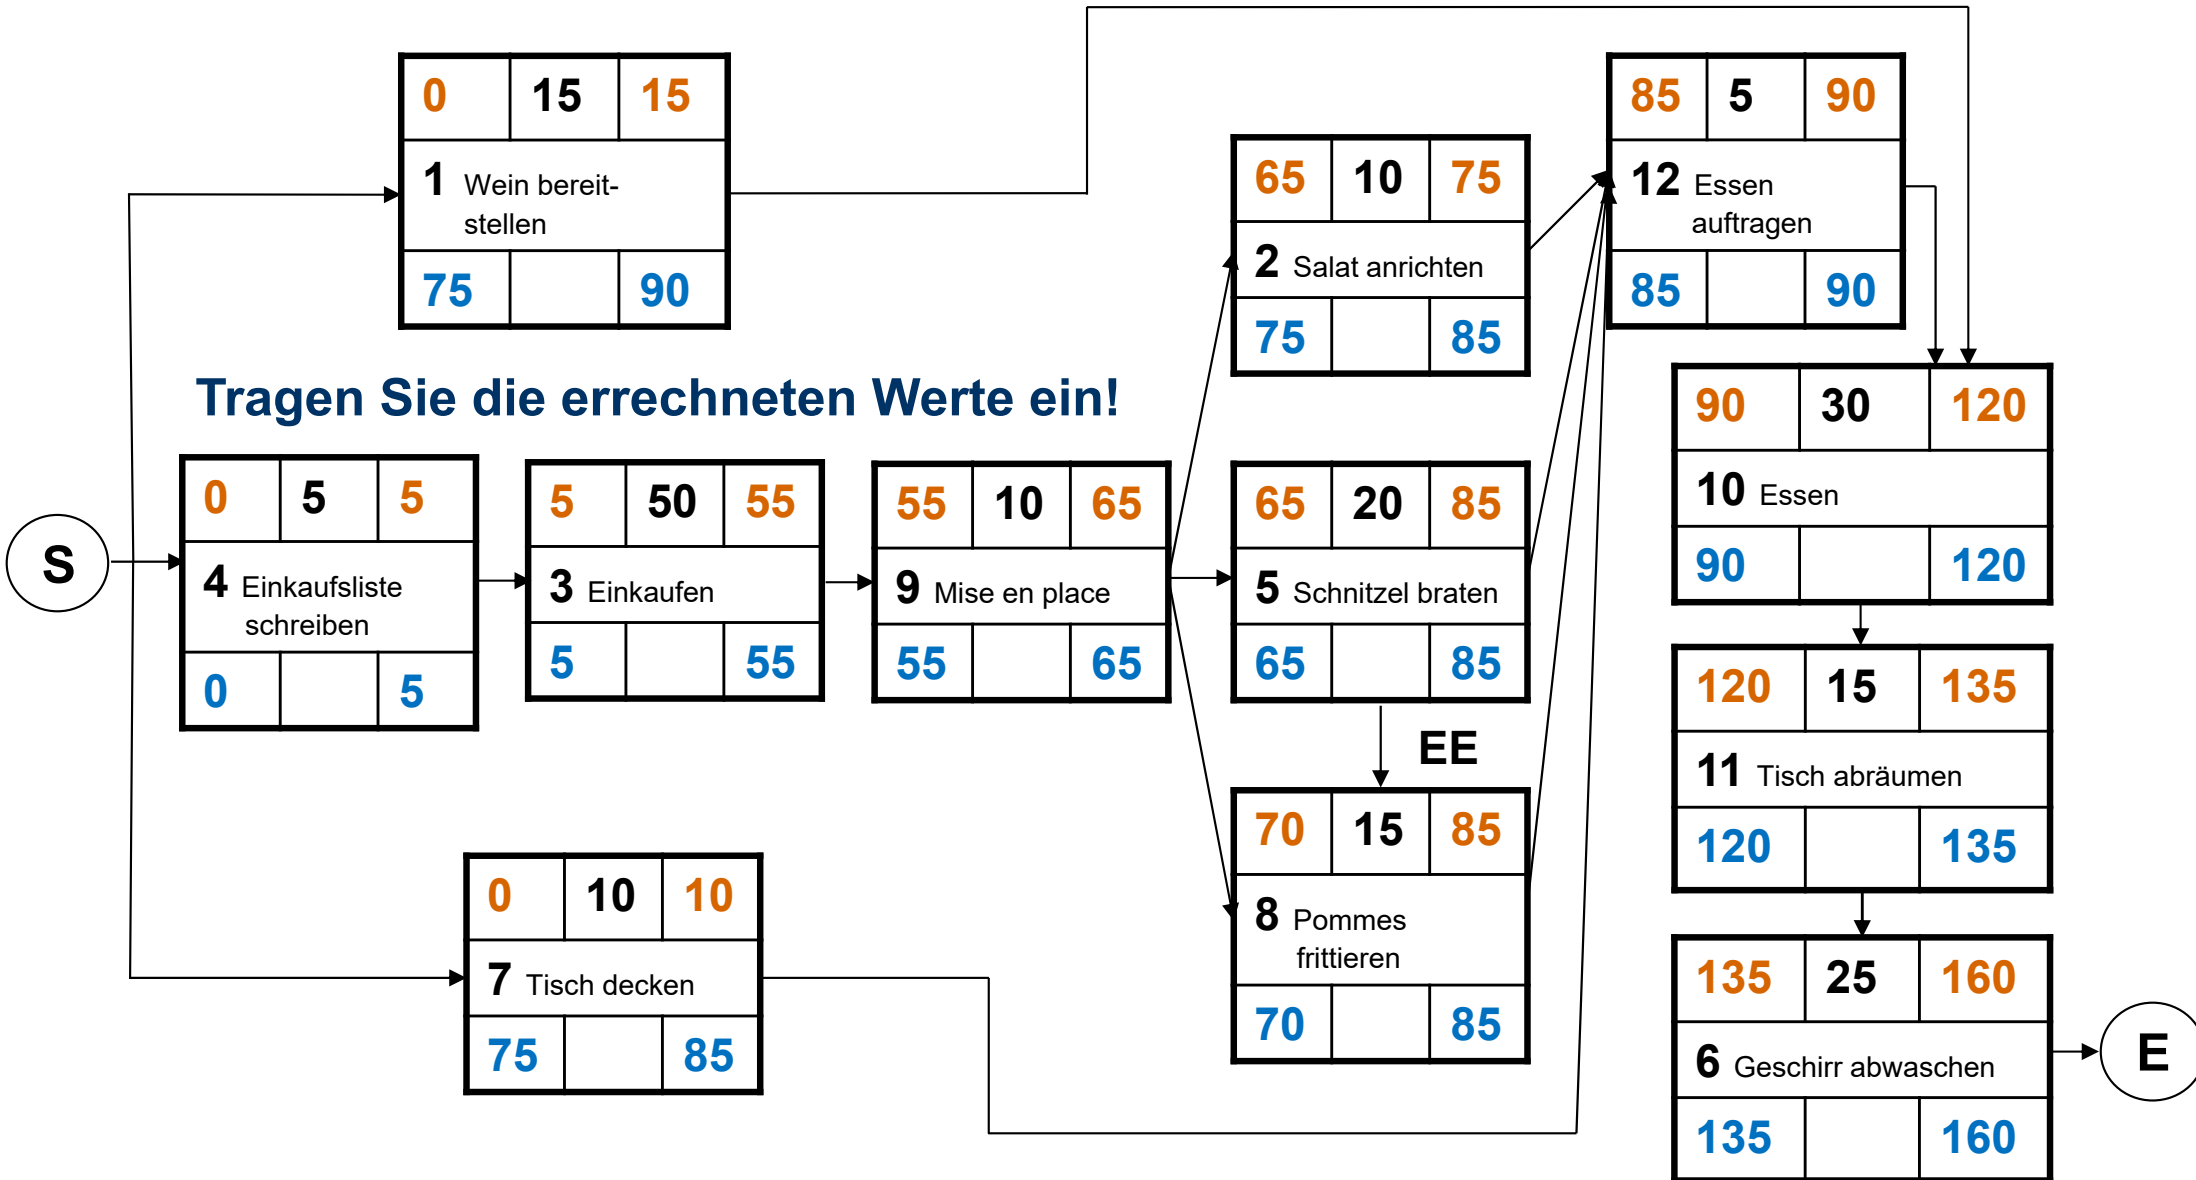 0 15 15
1 Wein bereit-
stellen
75 90
65 10 75
2 Salat anrichten
75 85
85 5 90
12 Essen
auftragen
85 90
Tragen Sie die errechneten Werte ein!
S
0 5 5
4 Einkaufsliste
schreiben
0 5
5 50 55
3 Einkaufen
5 55
55 10 65
9 Mise en place
55 65
65 20 85
5 Schnitzel braten
65 85
EE
90 30 120
10 Essen
90 120
120 15 135
11 Tisch abräumen
120 135
0 10 10
7 Tisch decken
75 85
70 15 85
8 Pommes
frittieren
70 85
135 25 160
6 Geschirr abwaschen
135 160
E